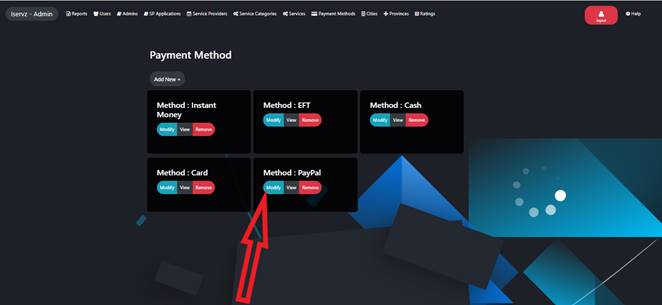 Iservz - Admin
Reports Users Admins SP Applications Service Providers Service Categories Services Payment Methods Cities Provinces Ratings Help
Payment Method
Add New +
Method : Instant Money
Modify View Remove
Method : EFT
Modify View Remove
Method : Cash
Modify View Remove
Method : Card
Modify View Remove
Method : PayPal
Modify View Remove